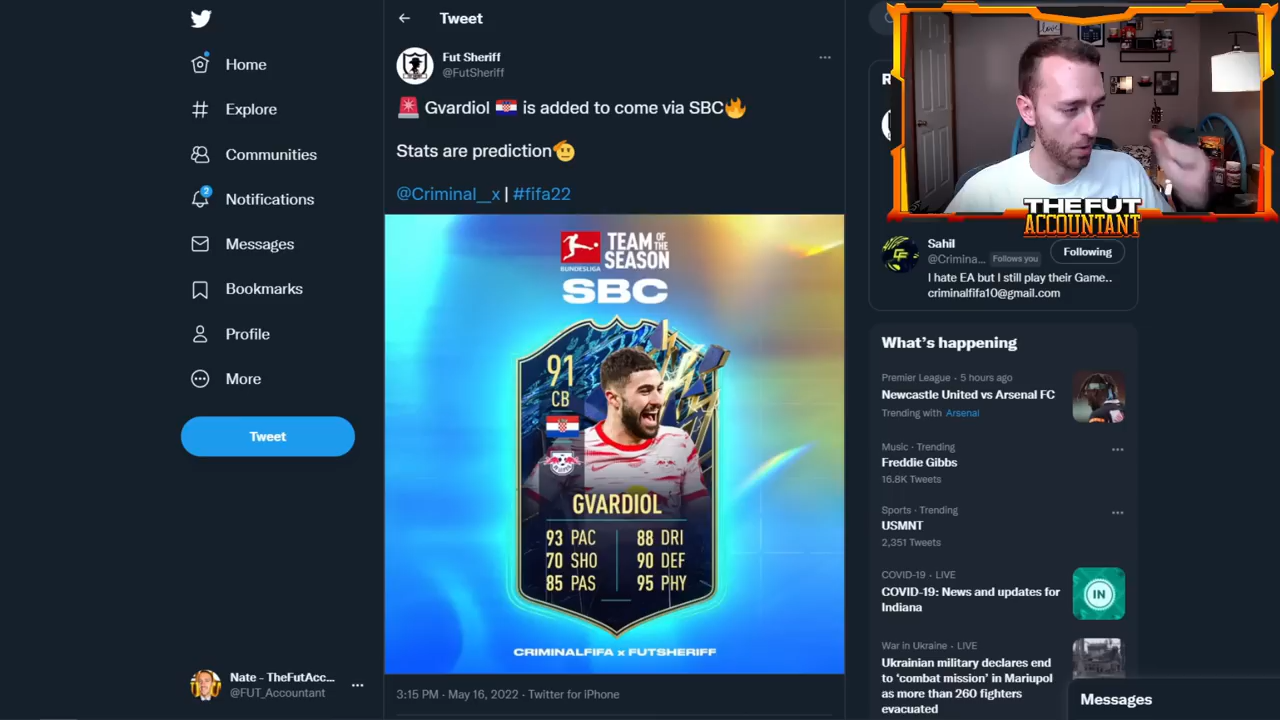 Home
Explore
Communities
2
Notifications
Messages
Bookmarks
Profile
More
Tweet
Nate - TheFutAcc...
@FUT_Accountant
Tweet
Fut Sheriff
@FutSheriff
Gvardiol is added to come via SBC
Stats are prediction
@Criminal__x | #fifa22
BUNDESLIGA
TEAM OF THE SEASON
SBC
91
CB
GVARDIOL
93 PAC 88 DRI
70 SHO 90 DEF
85 PAS 95 PHY
CRIMINALFIFA x FUTSHERIFF
3:15 PM · May 16, 2022 · Twitter for iPhone
R
THE FUT
ACCOUNTANT
Sahil
@Crimina... Follows you
Following
I hate EA but I still play their Game..
criminalfifa10@gmail.com
What's happening
Premier League · 5 hours ago
Newcastle United vs Arsenal FC
Trending with Arsenal
Music · Trending
Freddie Gibbs
16.8K Tweets
Sports · Trending
USMNT
2,351 Tweets
COVID-19 · LIVE
COVID-19: News and updates for
Indiana
IN
War in Ukraine · LIVE
Ukrainian military declares end
to 'combat mission' in Mariupol
as more than 260 fighters
evacuated
Messages